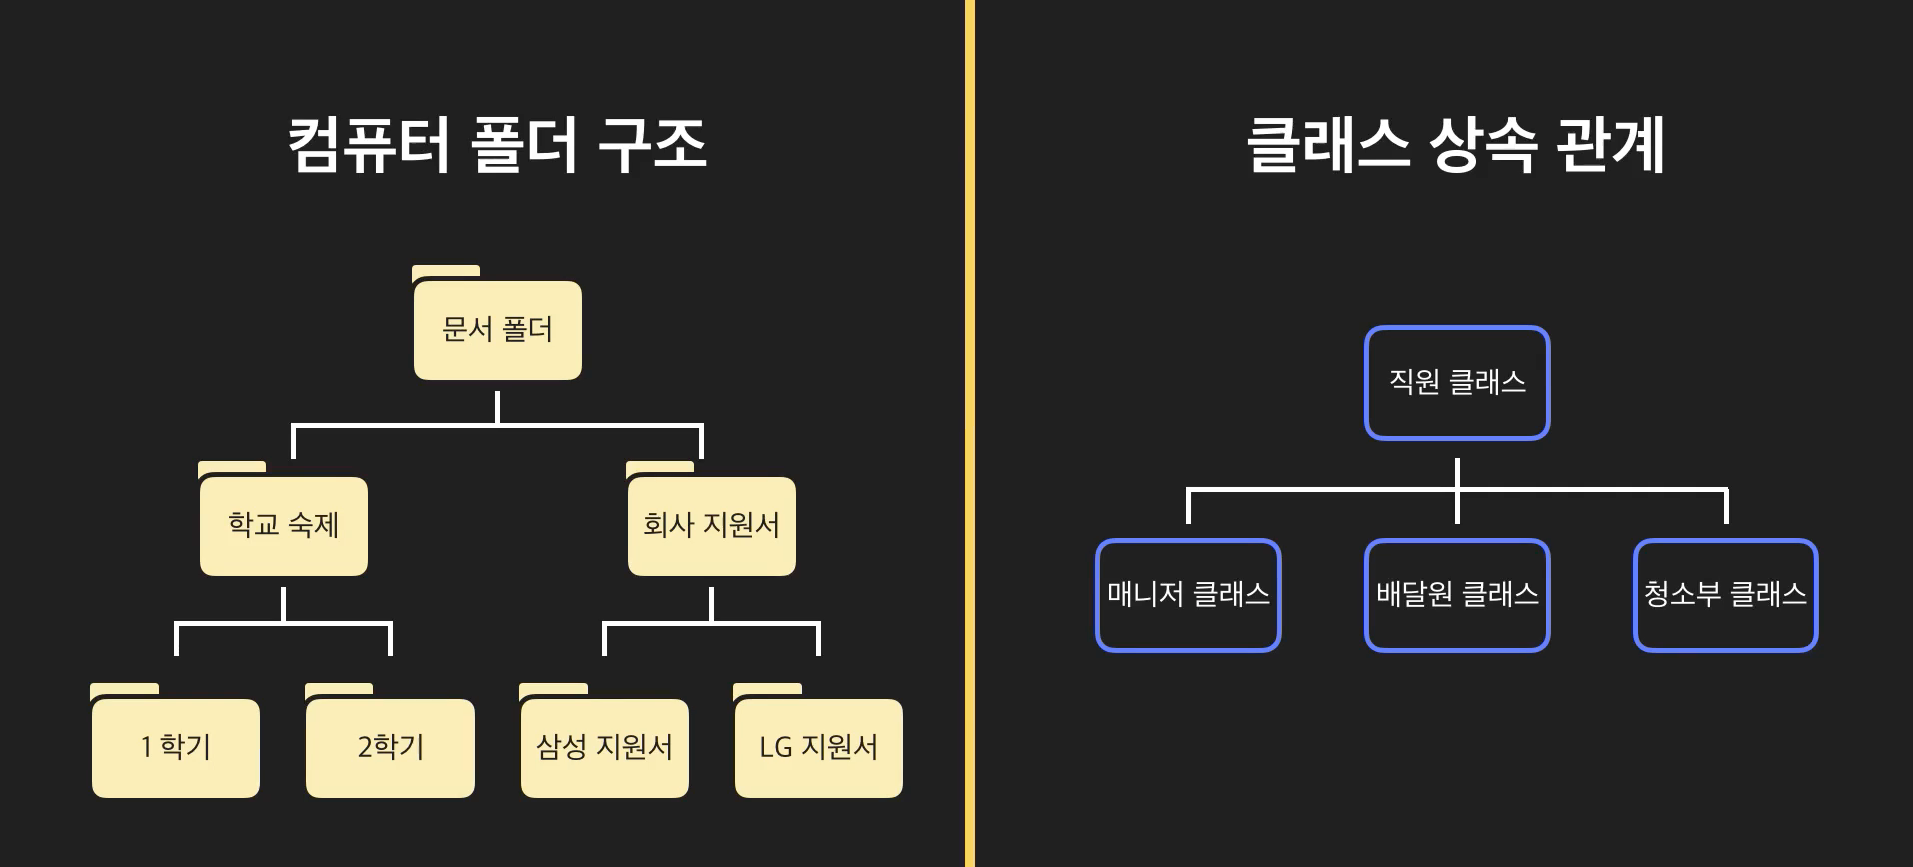 컴퓨터 폴더 구조
문서 폴더
학교 숙제
회사 지원서
1 학기
2학기
삼성 지원서
LG 지원서
클래스 상속 관계
직원 클래스
매니저 클래스
배달원 클래스
청소부 클래스